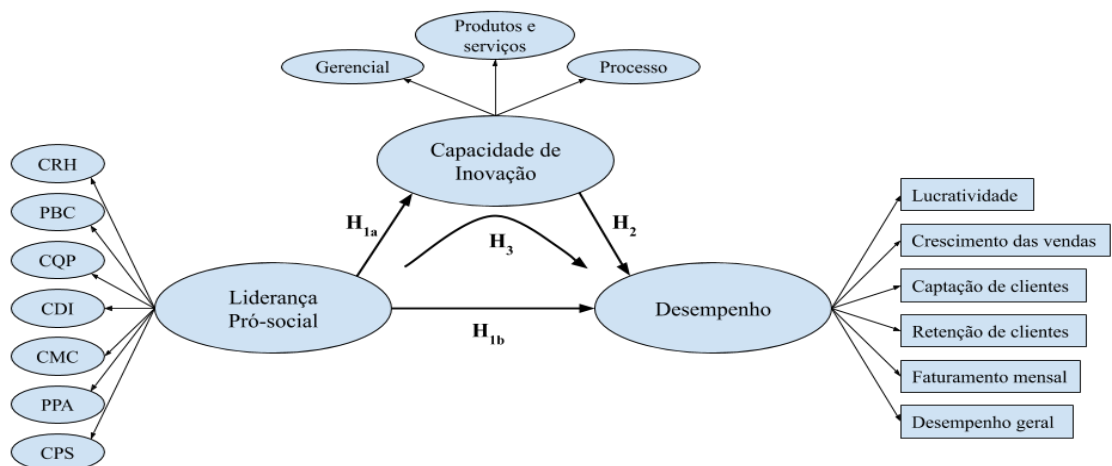 Produtos e
serviços
Gerencial
Processo
Capacidade de
Inovação
CRH
PBC
CQP
CDI
CMC
PPA
CPS
H1a
H3
H2
Liderança
Pró-social
H1b
Desempenho
Lucratividade
Crescimento das vendas
Captação de clientes
Retenção de clientes
Faturamento mensal
Desempenho geral